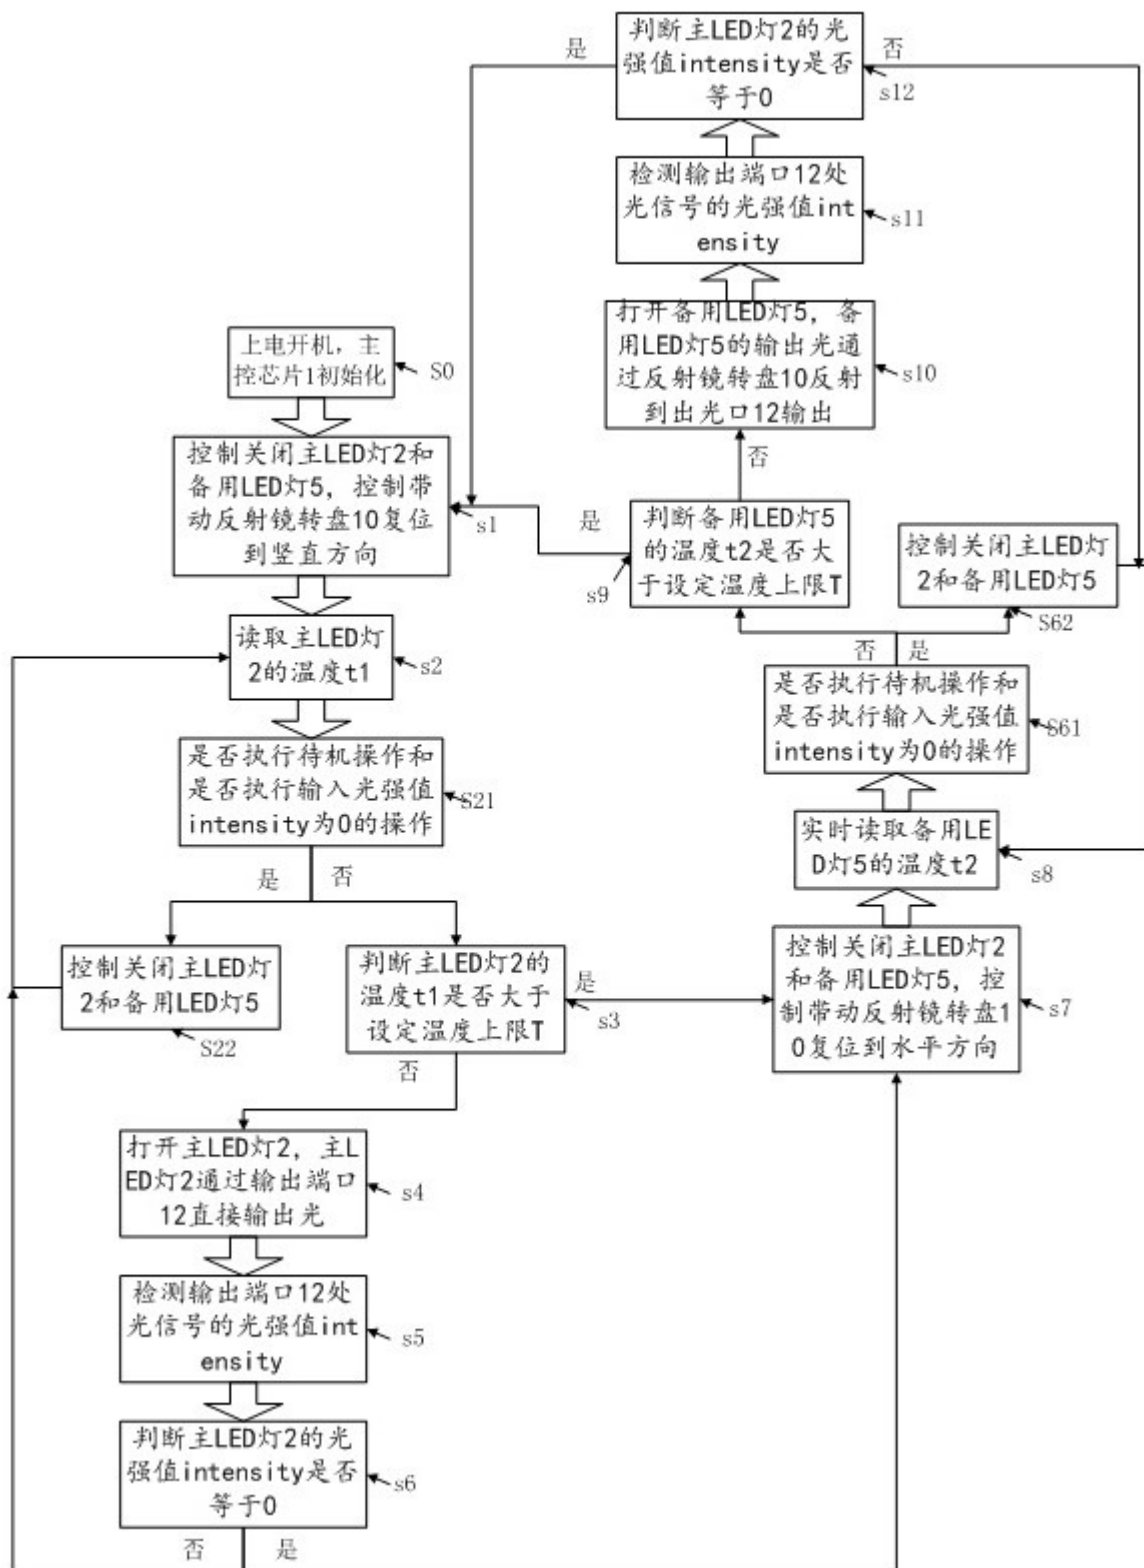 上电开机，主
控芯片1初始化
S0
控制关闭主LED灯2和
备用LED灯5，控制带
动反射镜转盘10复位
到竖直方向
s1
读取主LED灯
2的温度t1
s2
是否执行待机操作和
是否执行输入光强值
intensity为0的操作
S21
是
否
控制关闭主LED灯
2和备用LED灯5
S22
判断主LED灯2的
温度t1是否大于
设定温度上限T
s3
是
否
打开主LED灯2，主L
ED灯2通过输出端口
12直接输出光
s4
检测输出端口12处
光信号的光强值int
ensity
s5
判断主LED灯2的光
强值intensity是否
等于0
s6
否
是
控制关闭主LED灯2
和备用LED灯5，控
制带动反射镜转盘1
0复位到水平方向
s7
实时读取备用LE
D灯5的温度t2
s8
是否执行待机操作和
是否执行输入光强值
intensity为0的操作
S61
否
是
控制关闭主LED灯
2和备用LED灯5
S62
判断备用LED灯5
的温度t2是否大
于设定温度上限T
s9
是
否
打开备用LED灯5，备
用LED灯5的输出光通
过反射镜转盘10反射
到出光口12输出
s10
检测输出端口12处
光信号的光强值int
ensity
s11
判断主LED灯2的光
强值intensity是否
等于0
s12
是
否